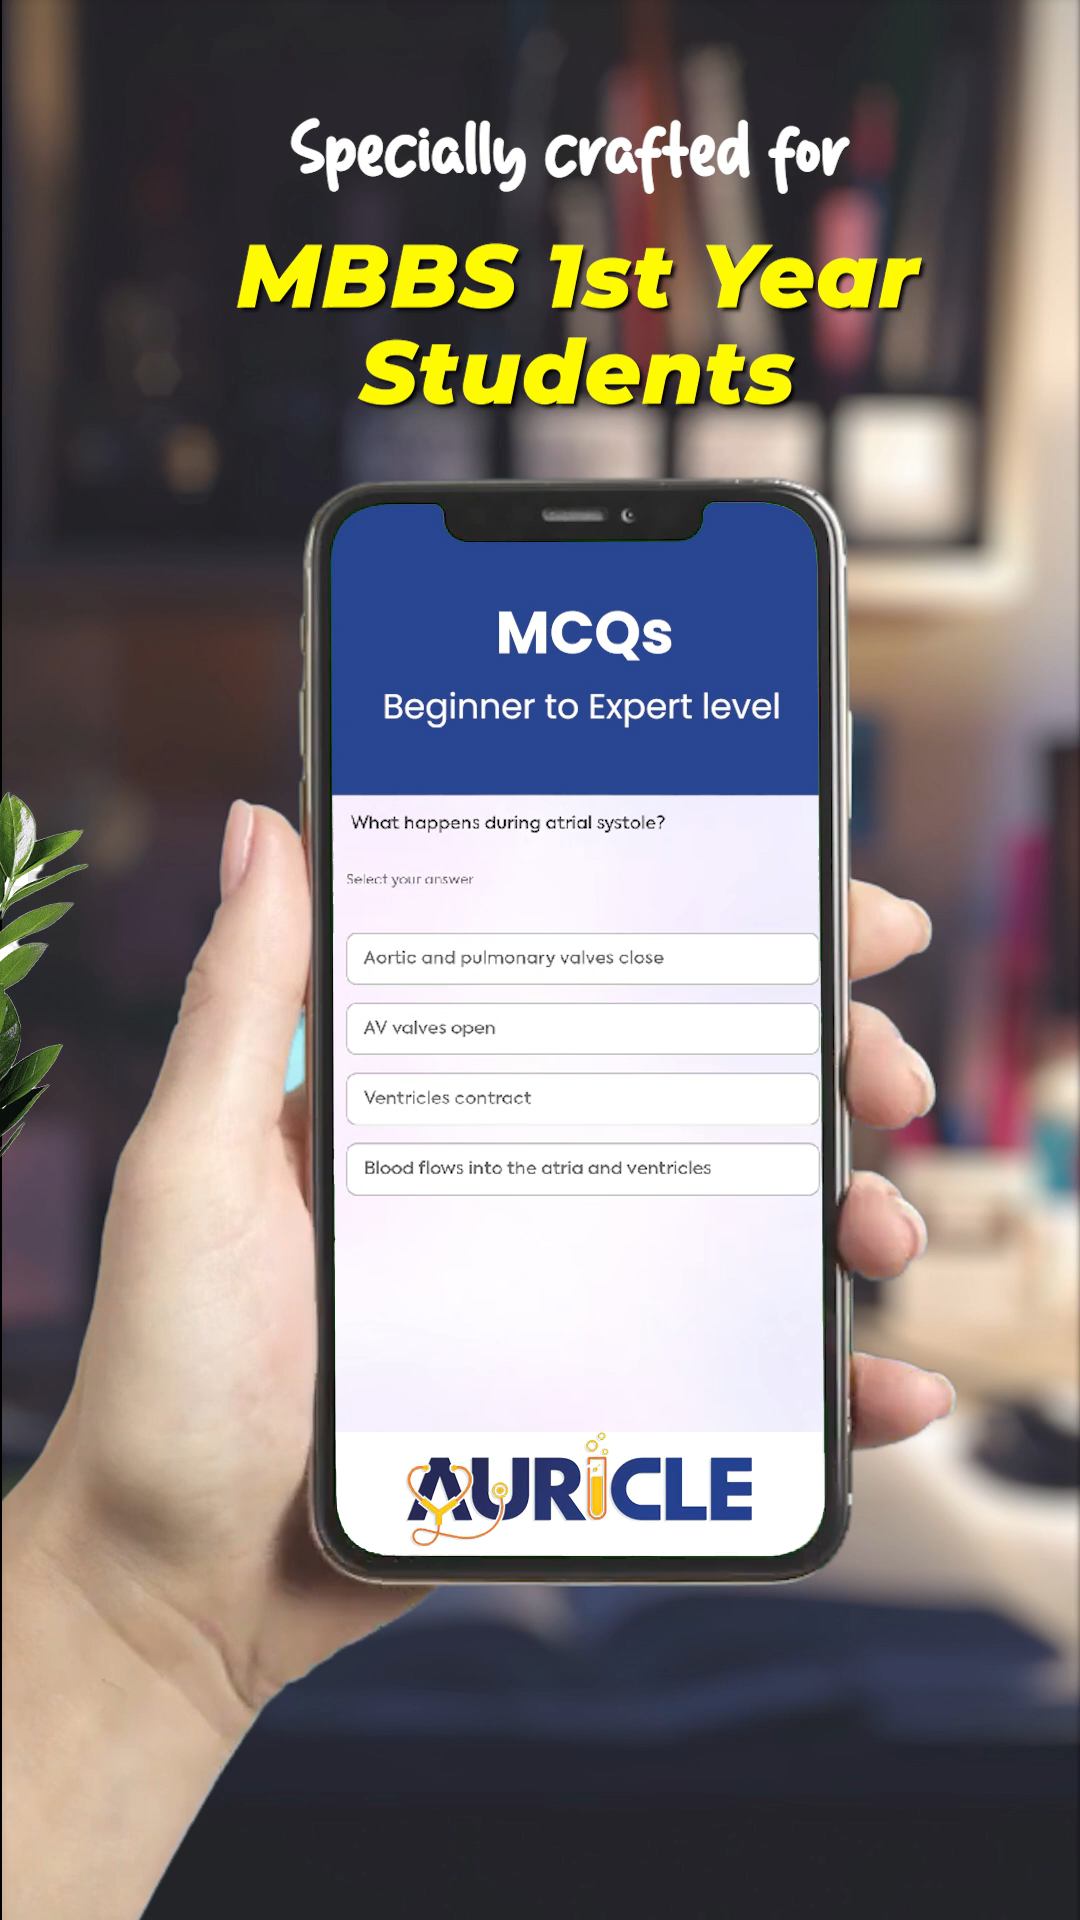 Specially crafted for
MBBS 1st Year
Students
MCQs
Beginner to Expert level
What happens during atrial systole?
Select your answer
Aortic and pulmonary valves close
AV valves open
Ventricles contract
Blood flows into the atria and ventricles
AURICLE